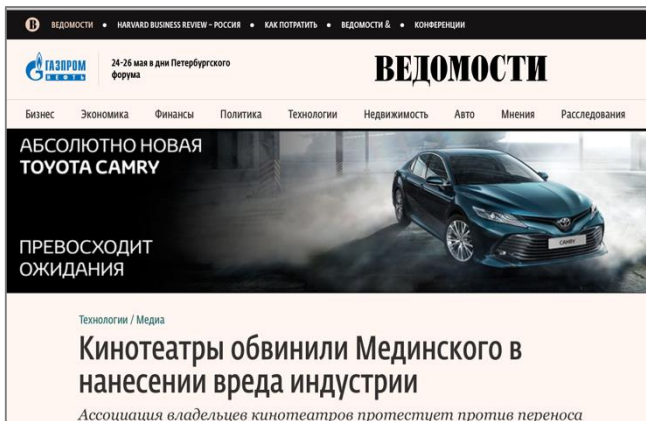 В ВЕДОМОСТИ • HARVARD BUSINESS REVIEW – РОССИЯ • КАК ПОТРАТИТЬ • ВЕДОМОСТИ & • КОНФЕРЕНЦИИ
ГАЗПРОМ
НЕФТЬ
24-26 мая в дни Петербургского
форума
ВЕДОМОСТИ
Бизнес Экономика Финансы Политика Технологии Недвижимость Авто Мнения Расследования
АБСОЛЮТНО НОВАЯ
TOYOTA CAMRY
ПРЕВОСХОДИТ
ОЖИДАНИЯ
CAMRY
Технологии / Медиа
Кинотеатры обвинили Мединского в
нанесении вреда индустрии
Ассоциация владельцев кинотеатров протестует против переноса